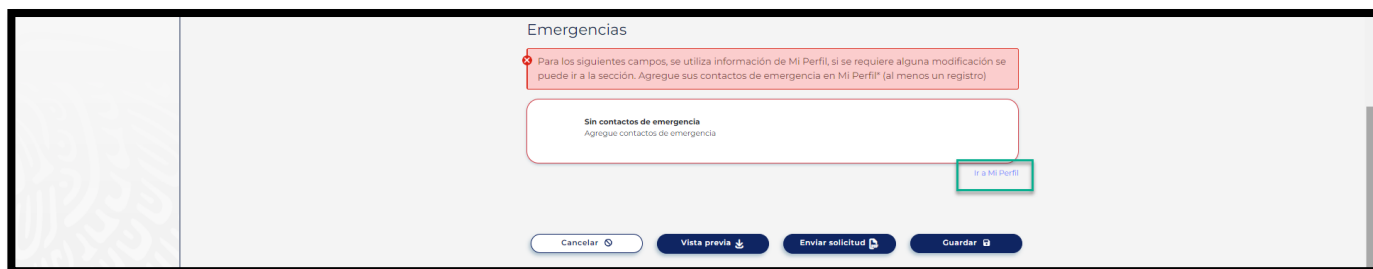 Emergencias
Para los siguientes campos, se utiliza información de Mi Perfil, si se requiere alguna modificación se
puede ir a la sección. Agregue sus contactos de emergencia en Mi Perfil* (al menos un registro)
Sin contactos de emergencia
Agregue contactos de emergencia
Ir a Mi Perfil
Cancelar
Vista previa
Enviar solicitud
Guardar